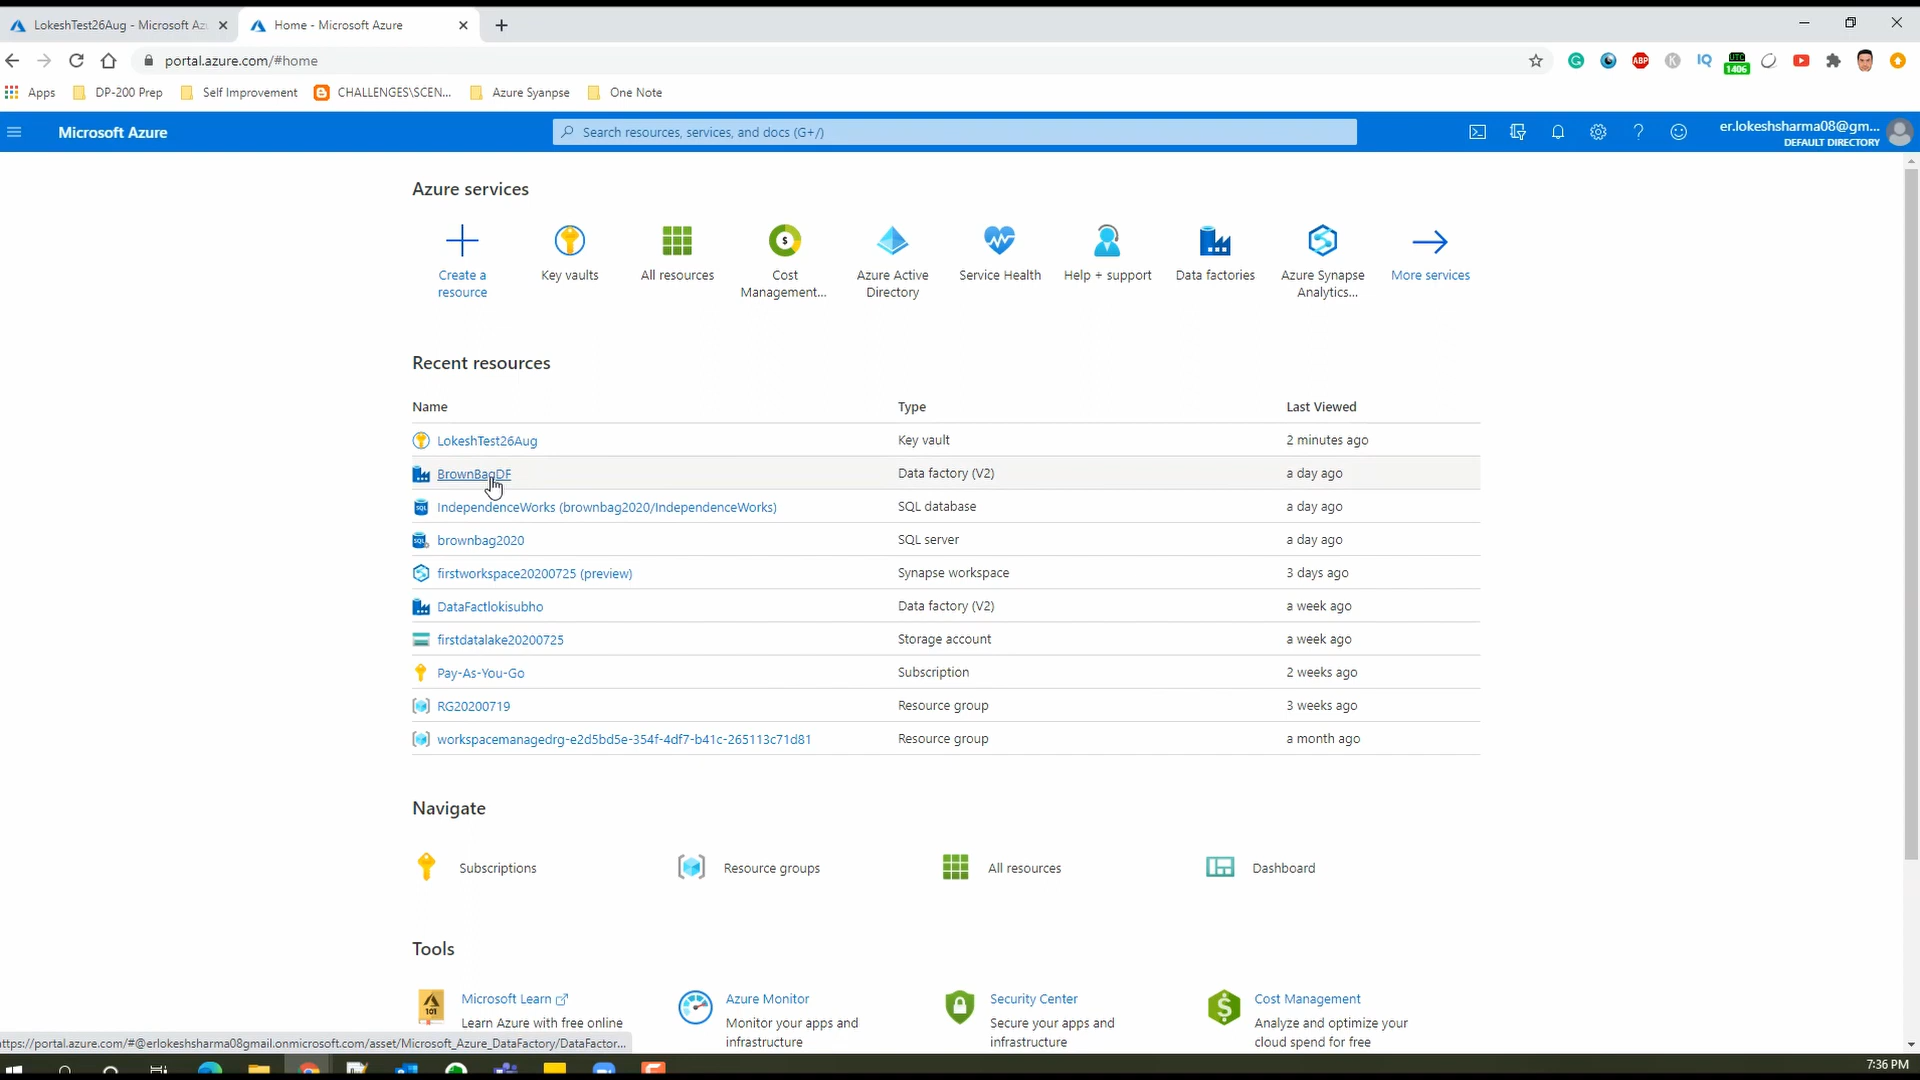 LokeshTest26Aug - Microsoft Az
Home - Microsoft Azure
portal.azure.com/#home
ABP
IQ
1406
Apps
DP-200 Prep
Self Improvement
CHALLENGES\SCEN...
Azure Syanpse
One Note
Microsoft Azure
Search resources, services, and docs (G+/)
er.lokeshsharma08@gm...
DEFAULT DIRECTORY
Azure services
Create a
resource
Key vaults
All resources
Cost
Management...
Azure Active
Directory
Service Health
Help + support
Data factories
Azure Synapse
Analytics...
More services
Recent resources
Name Type Last Viewed
LokeshTest26Aug Key vault 2 minutes ago
BrownBagDF Data factory (V2) a day ago
IndependenceWorks (brownbag2020/IndependenceWorks) SQL database a day ago
brownbag2020 SQL server a day ago
firstworkspace20200725 (preview) Synapse workspace 3 days ago
DataFactlokisubho Data factory (V2) a week ago
firstdatalake20200725 Storage account a week ago
Pay-As-You-Go Subscription 2 weeks ago
RG20200719 Resource group 3 weeks ago
workspacemanagedrg-e2d5bd5e-354f-4df7-b41c-265113c71d81 Resource group a month ago
Navigate
Subscriptions
Resource groups
All resources
Dashboard
Tools
Microsoft Learn
Learn Azure with free online
Azure Monitor
Monitor your apps and
infrastructure
Security Center
Secure your apps and
infrastructure
Cost Management
Analyze and optimize your
cloud spend for free
https://portal.azure.com/#@erlokeshsharma08gmail.onmicrosoft.com/asset/Microsoft_Azure_DataFactory/DataFactor...
7:36 PM